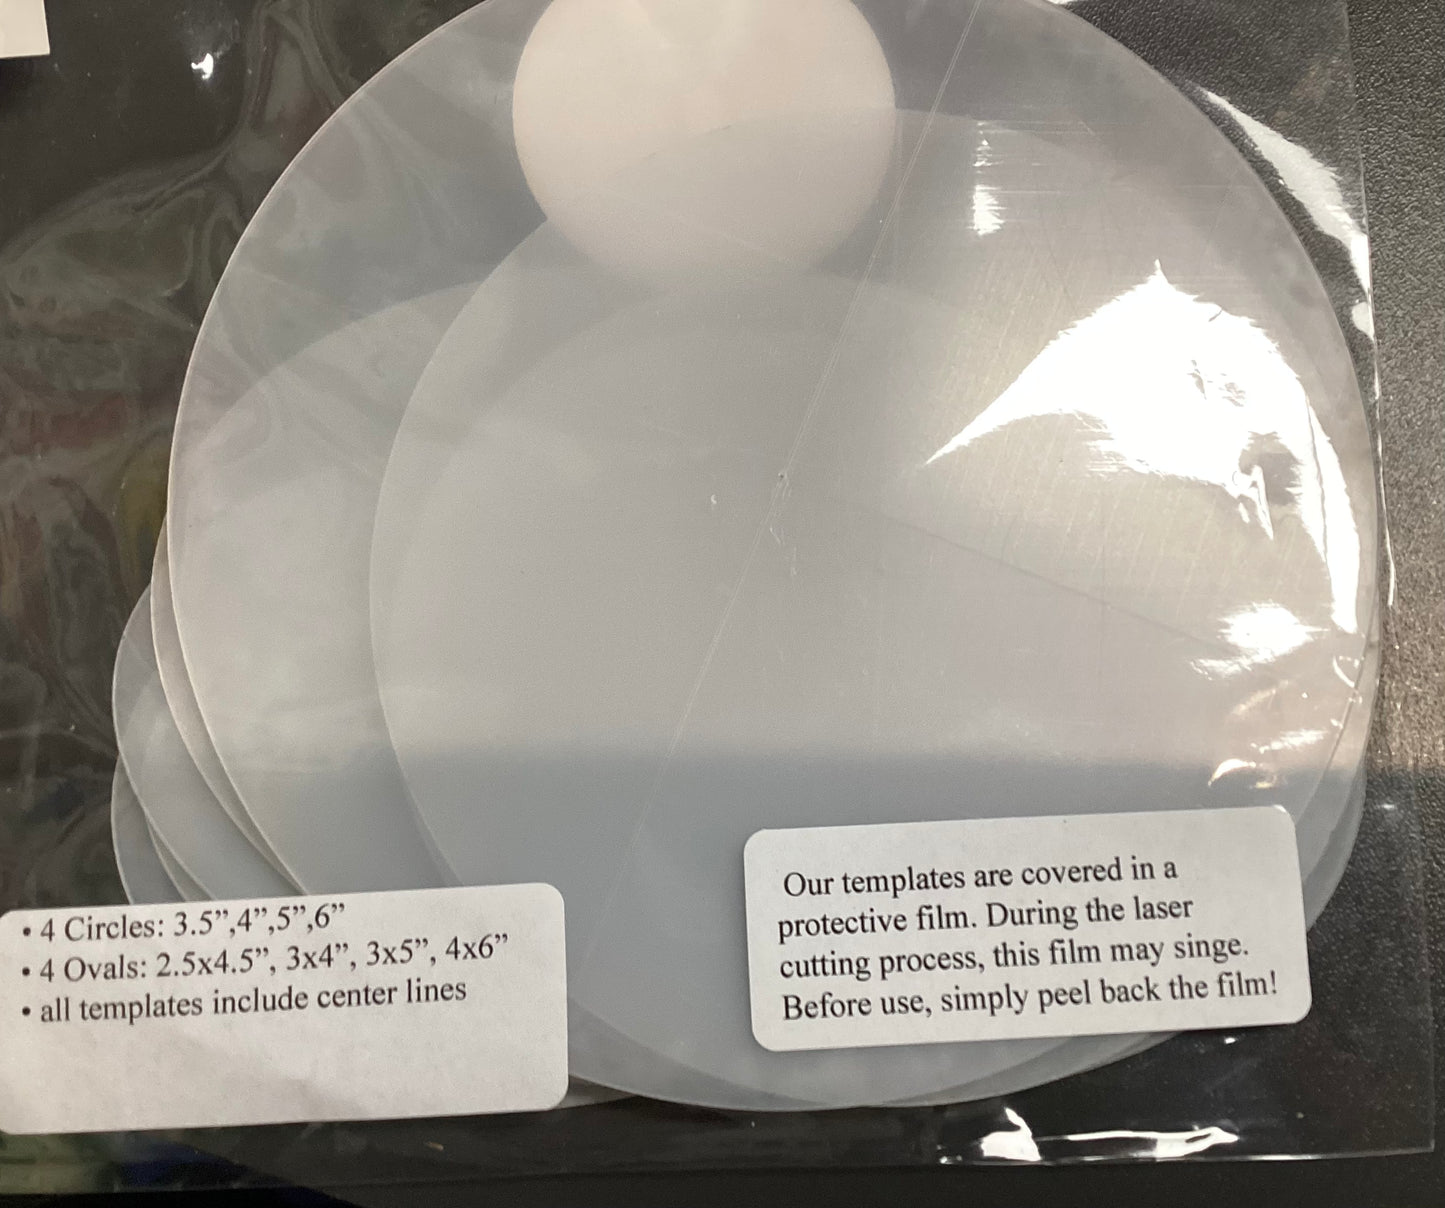 • 4 Circles: 3.5”,4”,5”,6”
• 4 Ovals: 2.5x4.5”, 3x4”, 3x5”, 4x6”
• all templates include center lines
Our templates are covered in a
protective film. During the laser
cutting process, this film may singe.
Before use, simply peel back the film!